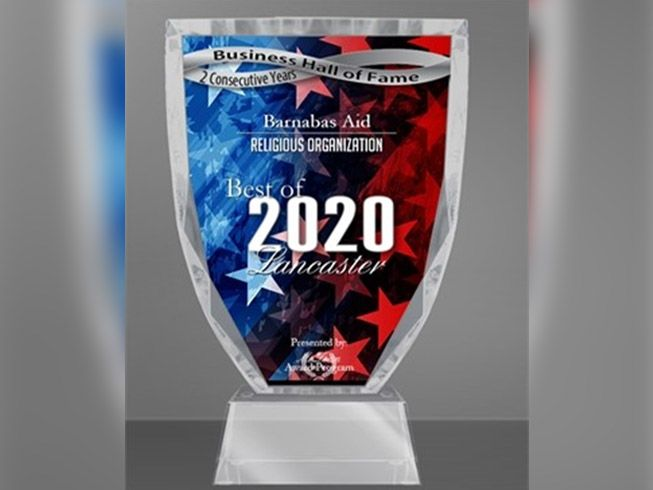 Business Hall of Fame
2 Consecutive Years
Barnabas Aid
RELIGIOUS ORGANIZATION
Best of
2020
Lancaster
Presented by:
Award Program